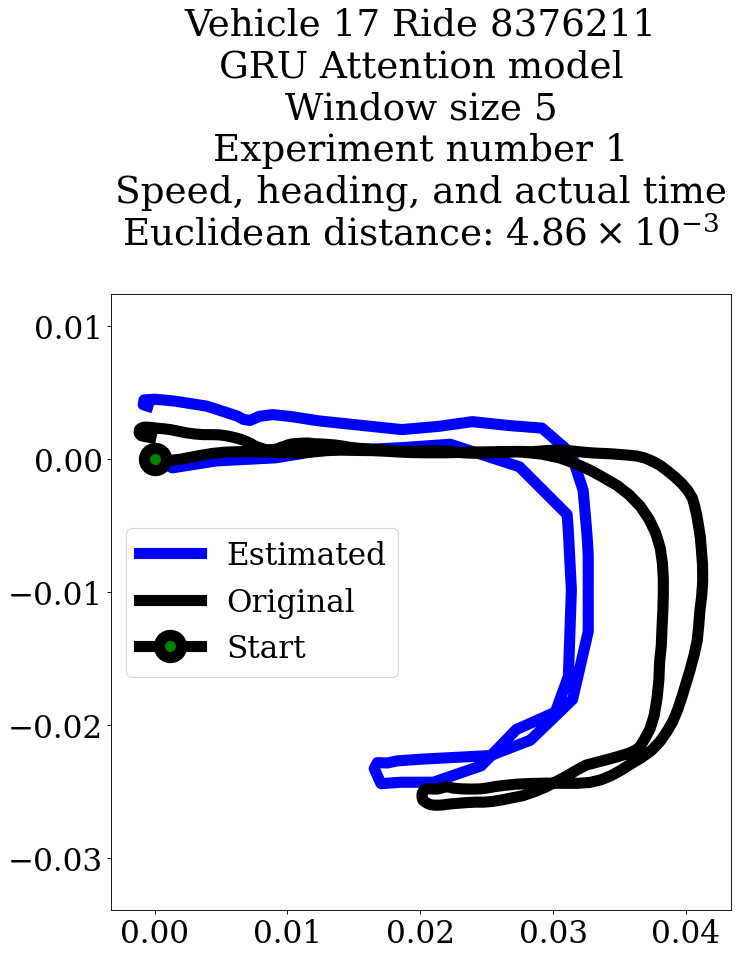 Vehicle 17 Ride 8376211
GRU Attention model
Window size 5
Experiment number 1
Speed, heading, and actual time
Euclidean distance: 4.86 × 10⁻³
0.01
0.00
−0.01
−0.02
−0.03
Estimated
Original
Start
0.00 0.01 0.02 0.03 0.04